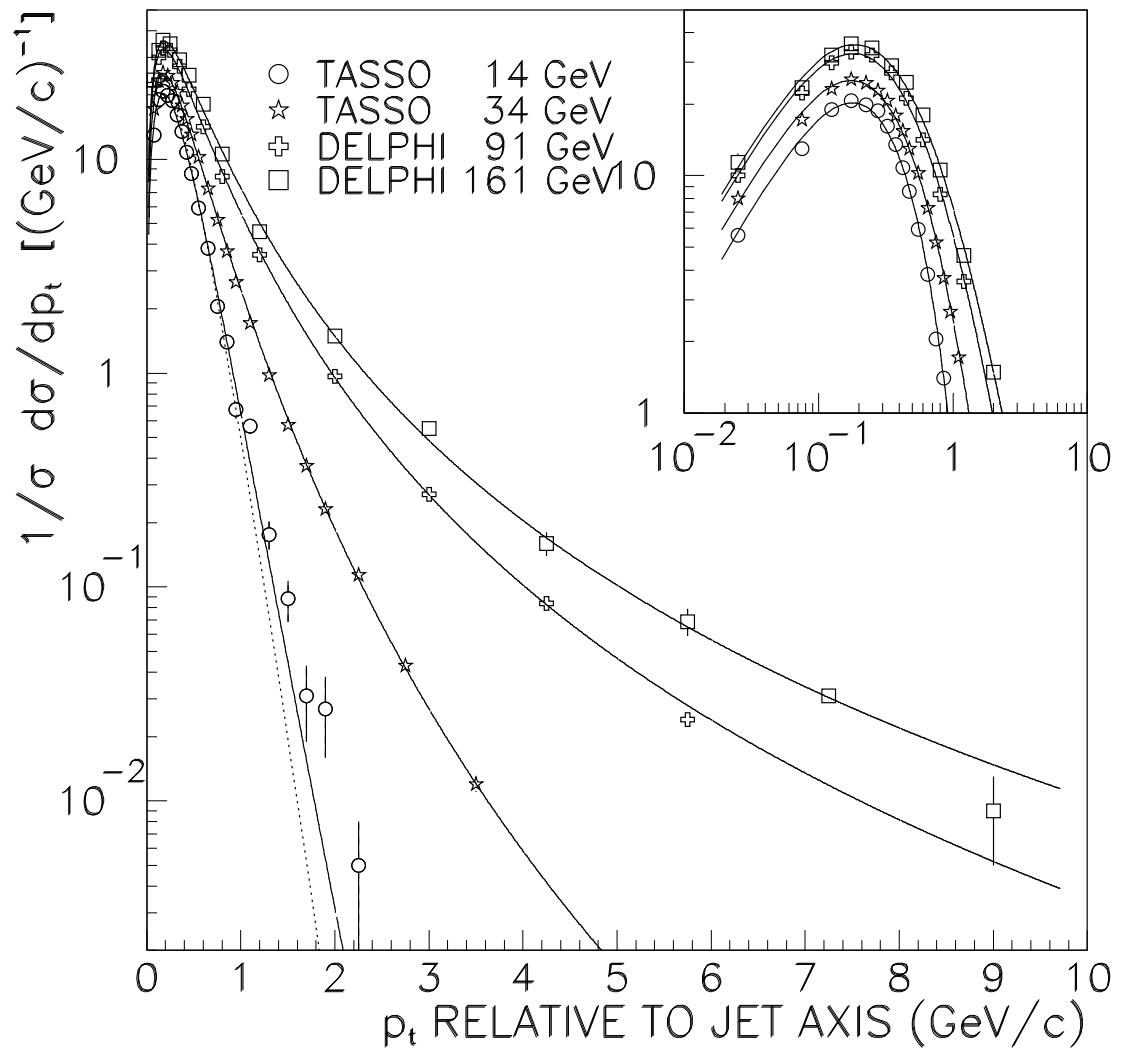 1/σ dσ/dpₜ [(GeV/c)⁻¹]
TASSO 14 GeV
TASSO 34 GeV
DELPHI 91 GeV
DELPHI 161 GeV
10
1
10⁻¹
10⁻²
0 1 2 3 4 5 6 7 8 9 10
pₜ RELATIVE TO JET AXIS (GeV/c)
10
1
10⁻² 10⁻¹ 1 10